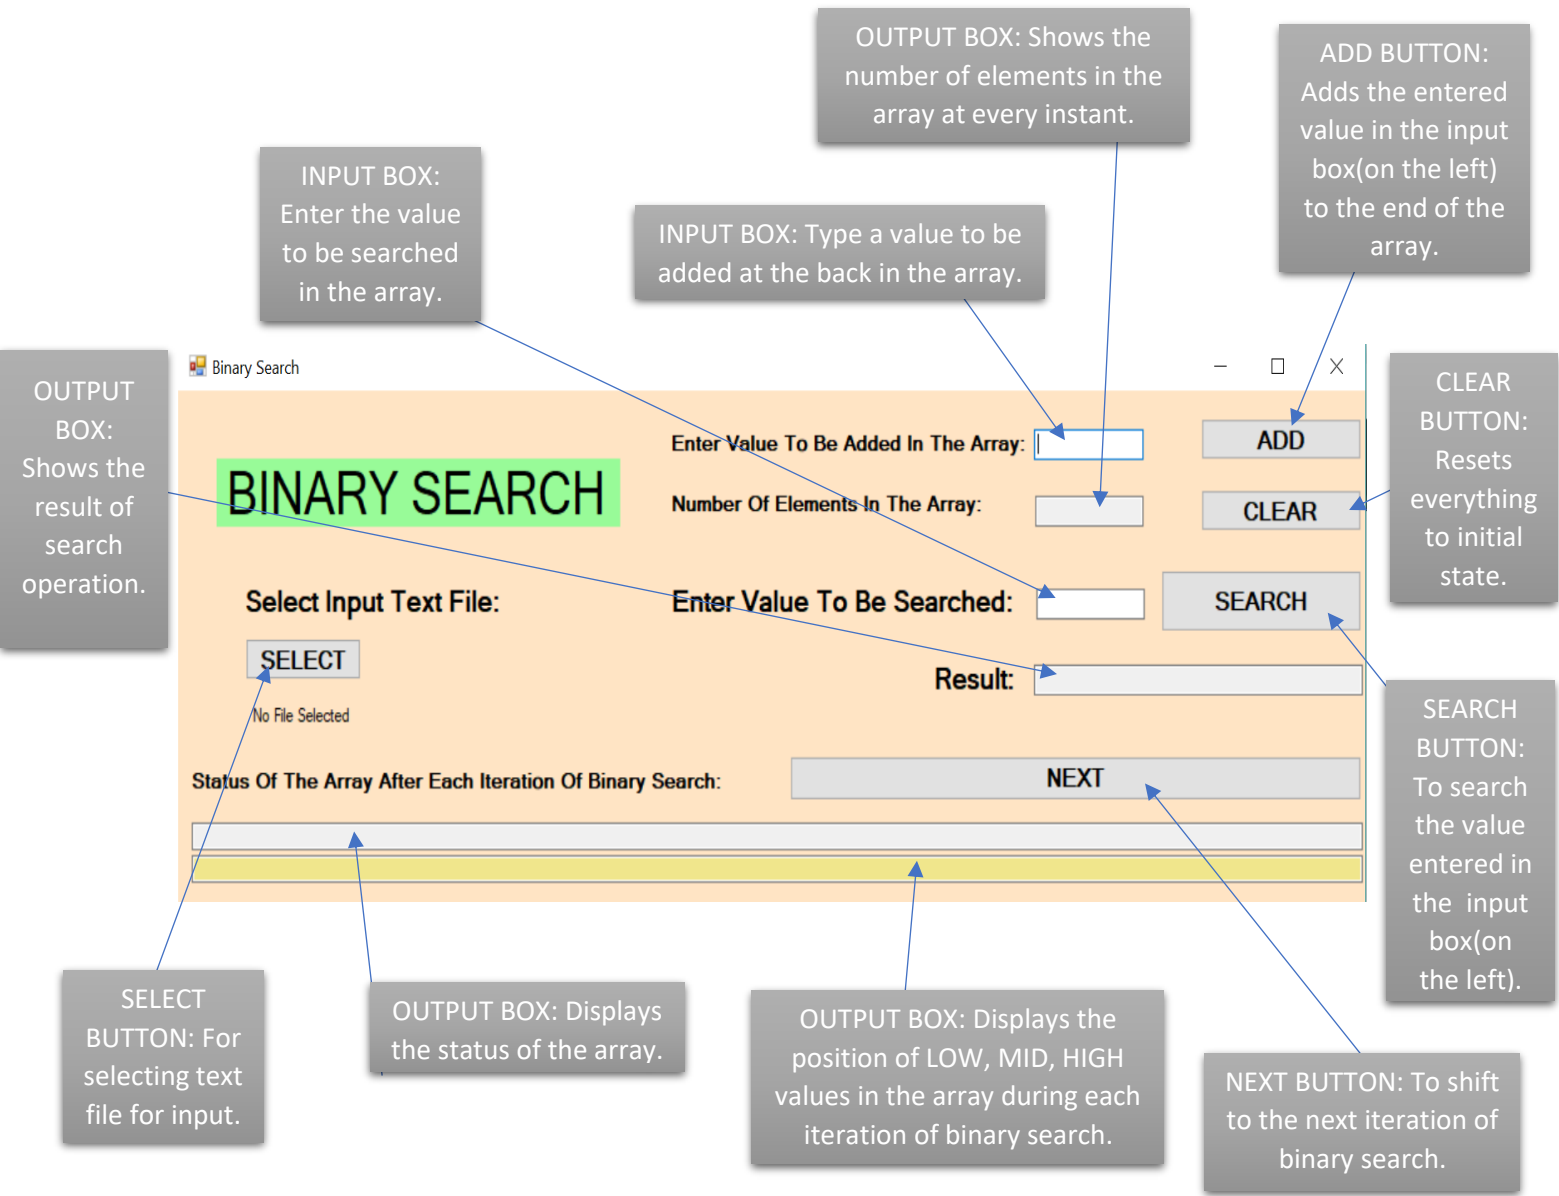 OUTPUT BOX: Shows the
number of elements in the
array at every instant.
ADD BUTTON:
Adds the entered
value in the input
box(on the left)
to the end of the
array.
INPUT BOX:
Enter the value
to be searched
in the array.
INPUT BOX: Type a value to be
added at the back in the array.
OUTPUT
BOX:
Shows the
result of
search
operation.
Binary Search
CLEAR
BUTTON:
Resets
everything
to initial
state.
BINARY SEARCH
Enter Value To Be Added In The Array:
ADD
Number Of Elements In The Array:
CLEAR
Select Input Text File:
Enter Value To Be Searched:
SEARCH
SELECT
No File Selected
Result:
Status Of The Array After Each Iteration Of Binary Search:
NEXT
SEARCH
BUTTON:
To search
the value
entered in
the input
box(on
the left).
SELECT
BUTTON: For
selecting text
file for input.
OUTPUT BOX: Displays
the status of the array.
OUTPUT BOX: Displays the
position of LOW, MID, HIGH
values in the array during each
iteration of binary search.
NEXT BUTTON: To shift
to the next iteration of
binary search.